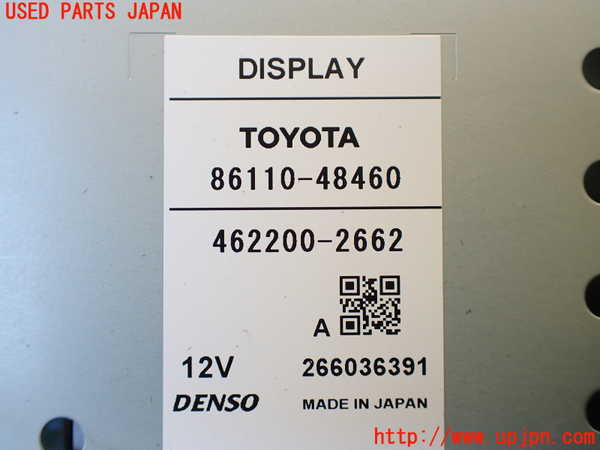 USED PARTS JAPAN
DISPLAY
TOYOTA
86110-48460
462200-2662
A
12V 266036391
DENSO MADE IN JAPAN
http://www.upjpn.com/